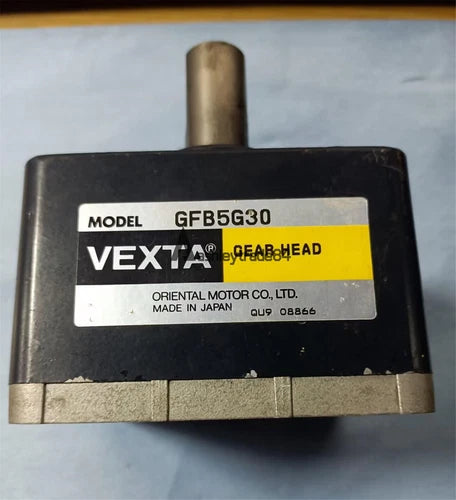 MODEL GFB5G30
VEXTA® GEAR HEAD
ORIENTAL MOTOR CO., LTD.
MADE IN JAPAN QU9 08866